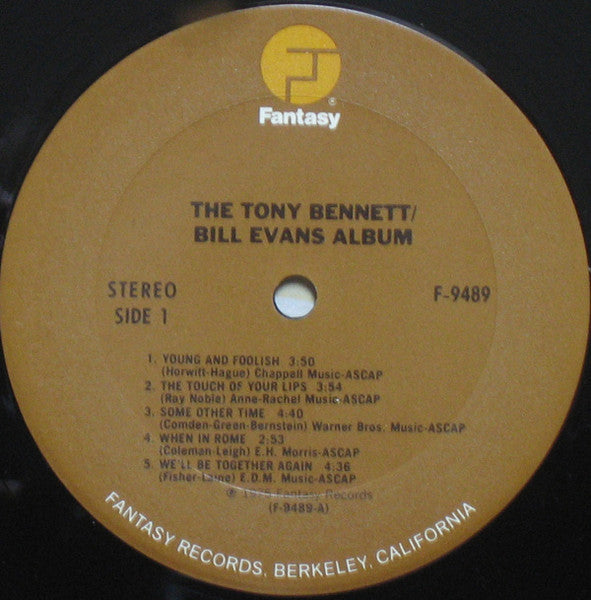 Fantasy
®
THE TONY BENNETT/
BILL EVANS ALBUM
STEREO
SIDE 1
F-9489
1. YOUNG AND FOOLISH 3:50
(Horwitt-Hague) Chappell Music-ASCAP
2. THE TOUCH OF YOUR LIPS 3:54
(Ray Noble) Anne-Rachel Music-ASCAP
3. SOME OTHER TIME 4:40
(Comden-Green-Bernstein) Warner Bros. Music-ASCAP
4. WHEN IN ROME 2:53
(Coleman-Leigh) E.H. Morris-ASCAP
5. WE'LL BE TOGETHER AGAIN 4:36
(Fisher-Laine) E.D.M. Music-ASCAP
℗ Fantasy Records
(F-9489-A)
FANTASY RECORDS, BERKELEY, CALIFORNIA